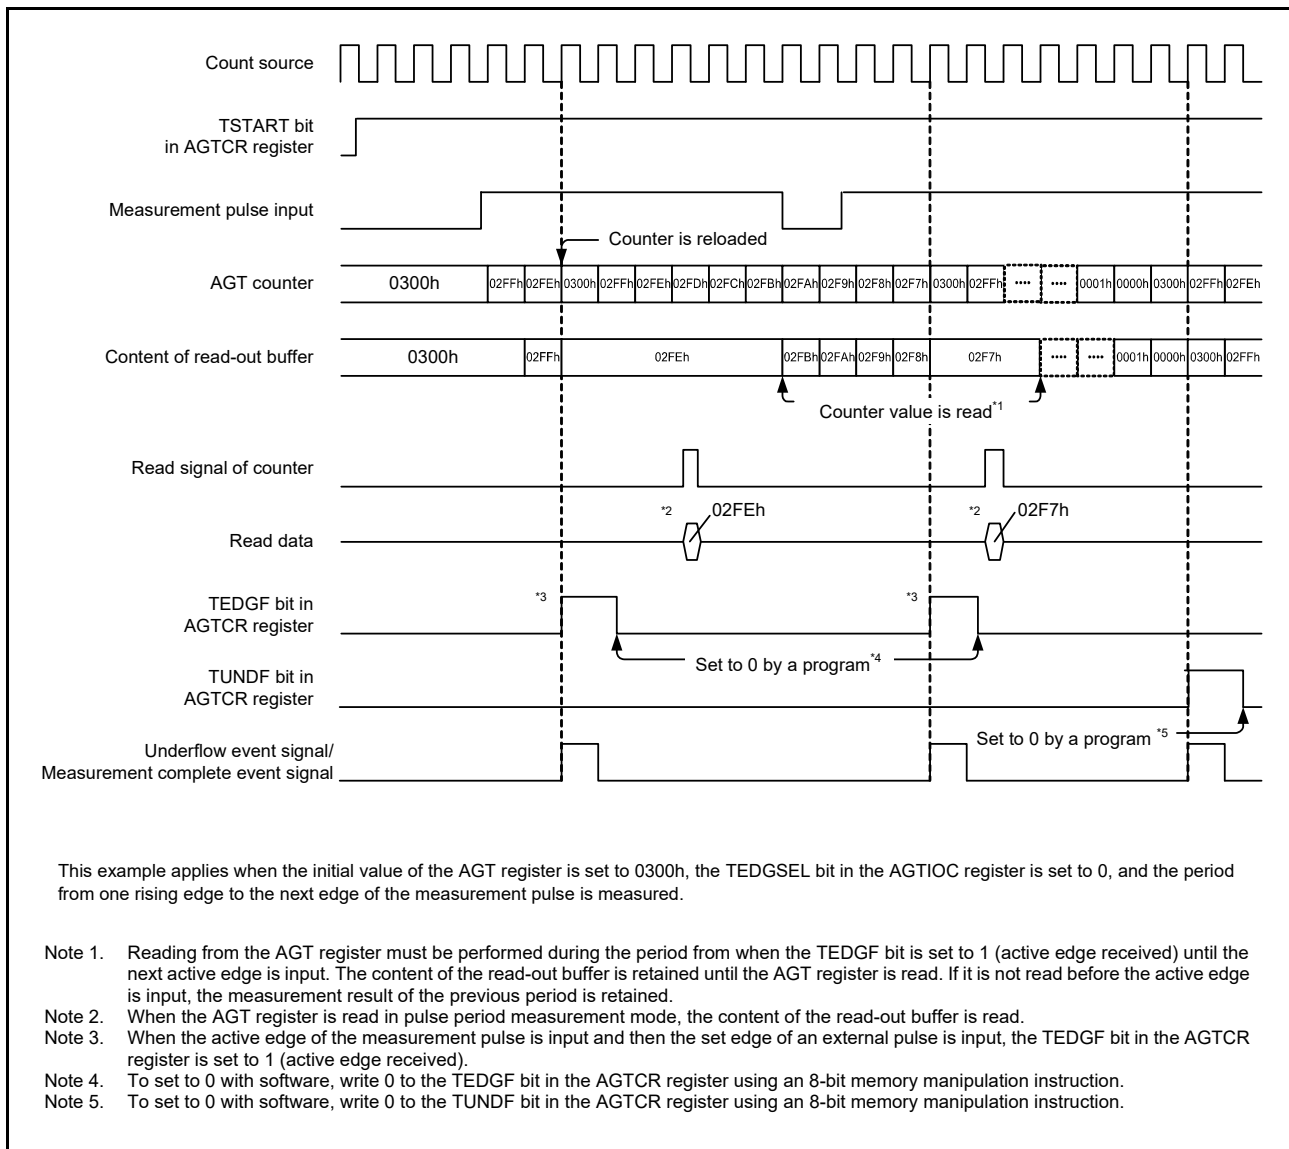 Count source
TSTART bit
in AGTCR register
Measurement pulse input
Counter is reloaded
AGT counter
0300h 02FFh 02FEh 0300h 02FFh 02FEh 02FDh 02FCh 02FBh 02FAh 02F9h 02F8h 02F7h 0300h 02FFh .... .... 0001h 0000h 0300h 02FFh 02FEh
Content of read-out buffer
0300h 02FFh 02FEh 02FBh 02FAh 02F9h 02F8h 02F7h .... .... 0001h 0000h 0300h 02FFh
Counter value is read*1
Read signal of counter
*2 02FEh *2 02F7h
Read data
TEDGF bit in
AGTCR register
*3 *3
Set to 0 by a program*4
TUNDF bit in
AGTCR register
Set to 0 by a program *5
Underflow event signal/
Measurement complete event signal
This example applies when the initial value of the AGT register is set to 0300h, the TEDGSEL bit in the AGTIOC register is set to 0, and the period
from one rising edge to the next edge of the measurement pulse is measured.
Note 1. Reading from the AGT register must be performed during the period from when the TEDGF bit is set to 1 (active edge received) until the
next active edge is input. The content of the read-out buffer is retained until the AGT register is read. If it is not read before the active edge
is input, the measurement result of the previous period is retained.
Note 2. When the AGT register is read in pulse period measurement mode, the content of the read-out buffer is read.
Note 3. When the active edge of the measurement pulse is input and then the set edge of an external pulse is input, the TEDGF bit in the AGTCR
register is set to 1 (active edge received).
Note 4. To set to 0 with software, write 0 to the TEDGF bit in the AGTCR register using an 8-bit memory manipulation instruction.
Note 5. To set to 0 with software, write 0 to the TUNDF bit in the AGTCR register using an 8-bit memory manipulation instruction.